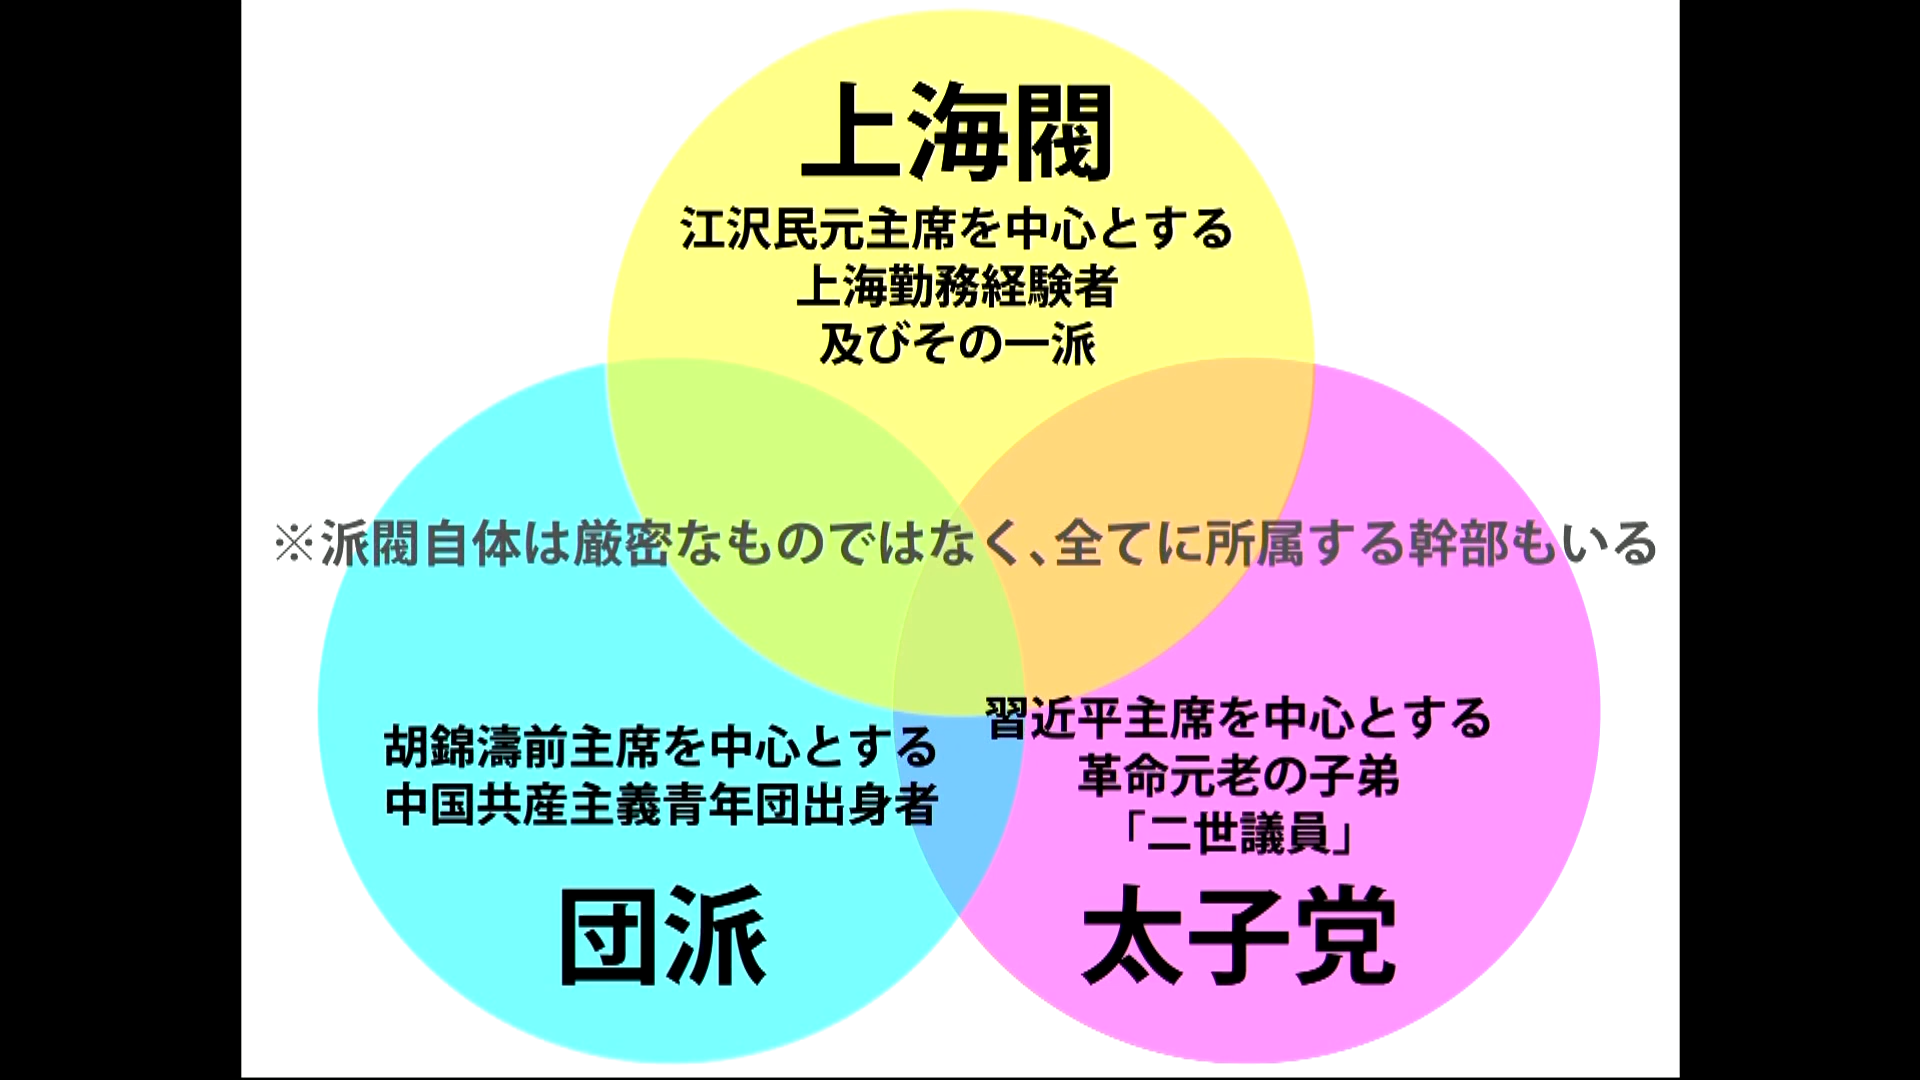 上海閥
江沢民元主席を中心とする
上海勤務経験者
及びその一派
※派閥自体は厳密なものではなく、全てに所属する幹部もいる
胡錦濤前主席を中心とする
中国共産主義青年団出身者
団派
習近平主席を中心とする
革命元老の子弟
「二世議員」
太子党